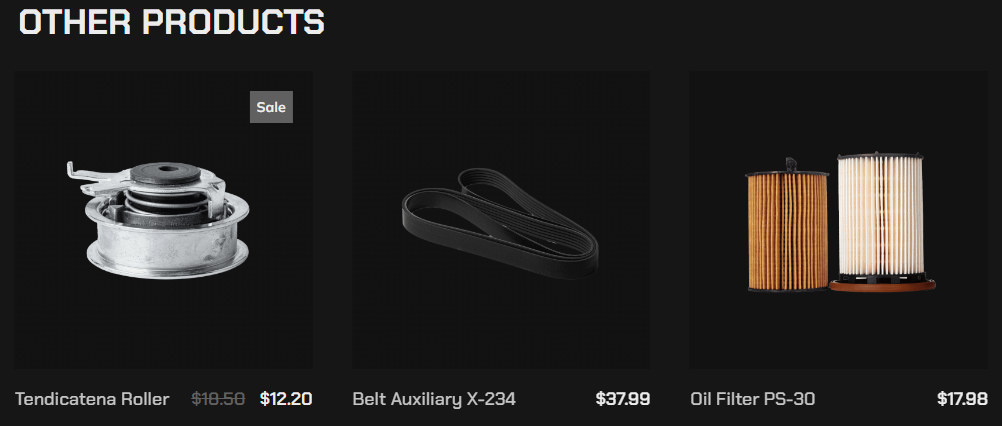 OTHER PRODUCTS
Sale
Tendicatena Roller $18.50 $12.20
Belt Auxiliary X-234 $37.99
Oil Filter PS-30 $17.98